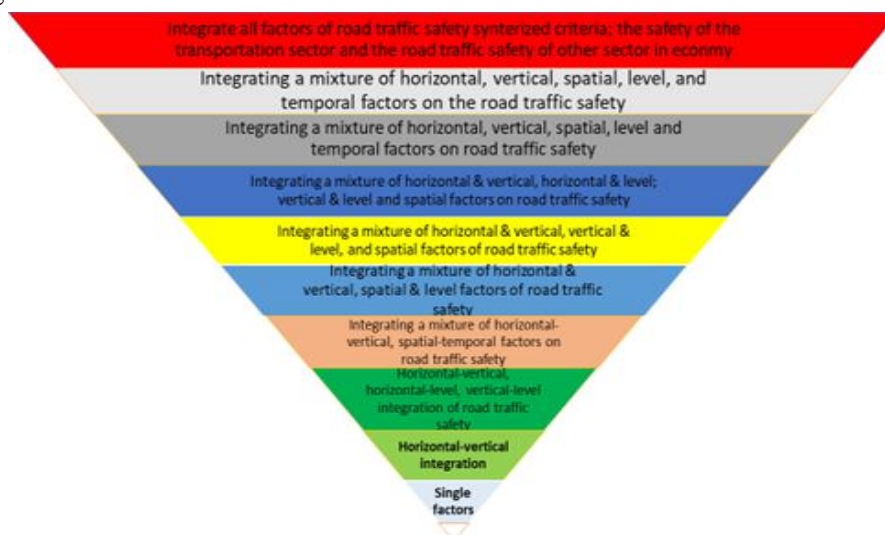 Integrate all factors of road traffic safety synterized criteria; the safety of the
transportation sector and the road traffic safety of other sector in econmy
Integrating a mixture of horizontal, vertical, spatial, level, and
temporal factors on the road traffic safety
Integrating a mixture of horizontal, vertical, spatial, level and
temporal factors on road traffic safety
Integrating a mixture of horizontal & vertical, horizontal & level;
vertical & level and spatial factors on road traffic safety
Integrating a mixture of horizontal & vertical, vertical &
level, and spatial factors of road traffic safety
Integrating a mixture of horizontal &
vertical, spatial & level factors of road traffic
safety
Integrating a mixture of horizontal-
vertical, spatial-temporal factors on
road traffic safety
Horizontal-vertical,
horizontal-level, vertical-level
integration of road traffic
safety
Horizontal-vertical
integration
Single
factors